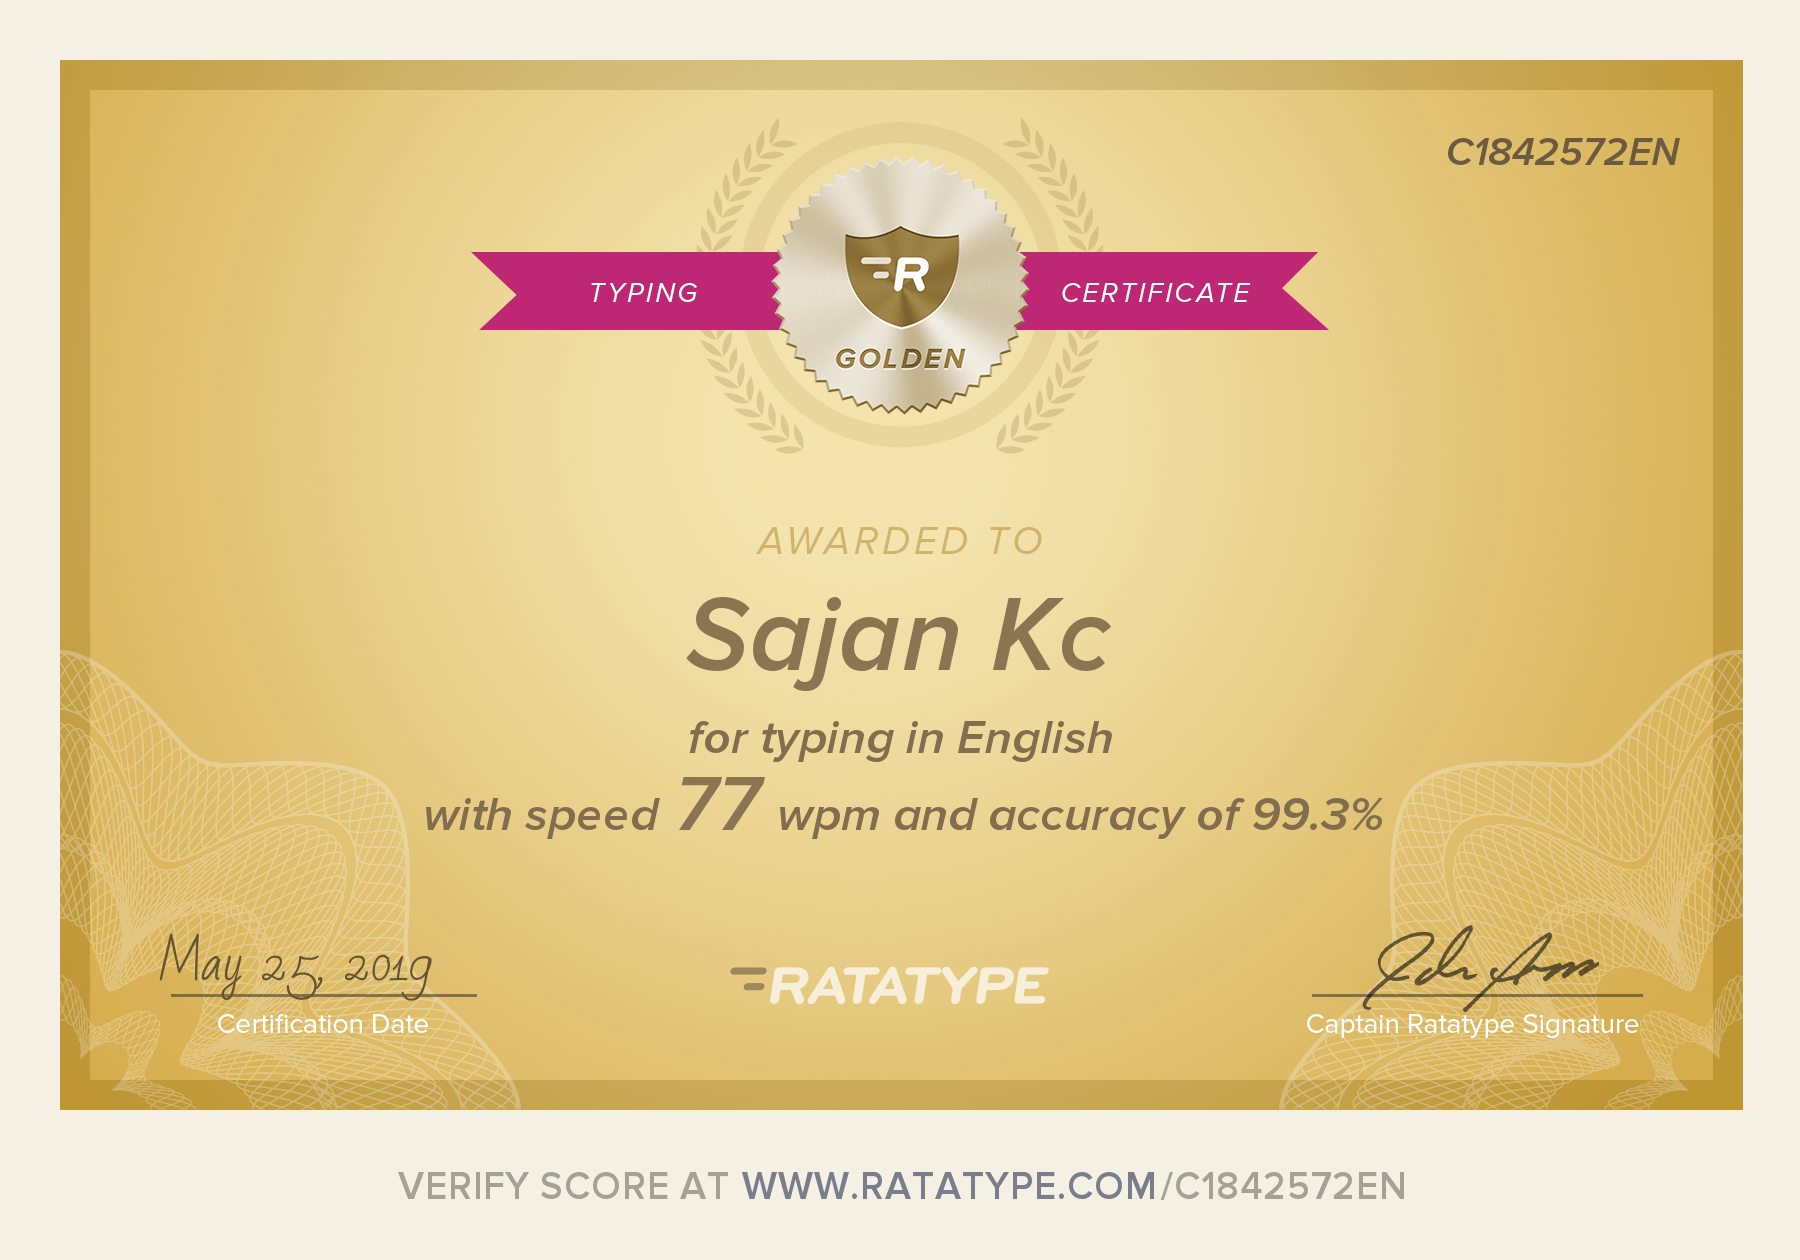 C1842572EN
TYPING
CERTIFICATE
R
GOLDEN
AWARDED TO
Sajan Kc
for typing in English
with speed 77 wpm and accuracy of 99.3%
May 25, 2019
RATATYPE
Certification Date
Captain Ratatype Signature
VERIFY SCORE AT WWW.RATATYPE.COM/C1842572EN